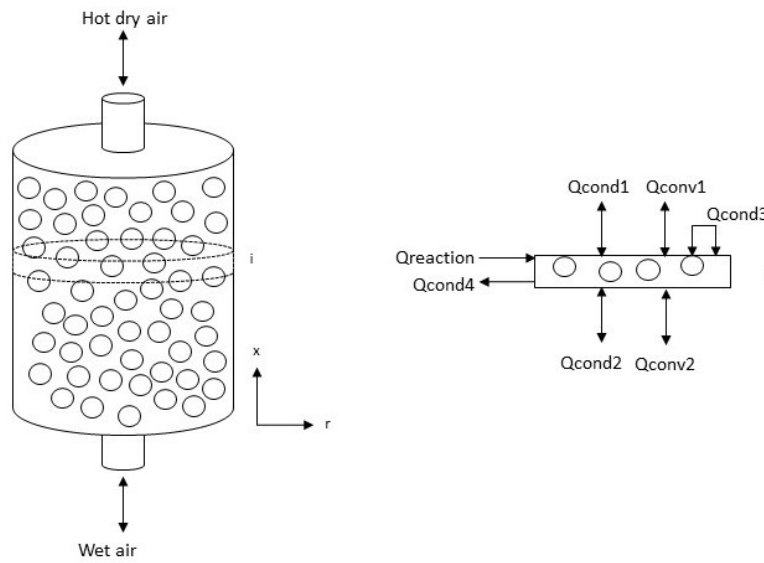 Hot dry air
i
x
r
Wet air
Qcond1
Qconv1
Qcond3
Qreaction
Qcond4
Qcond2
Qconv2